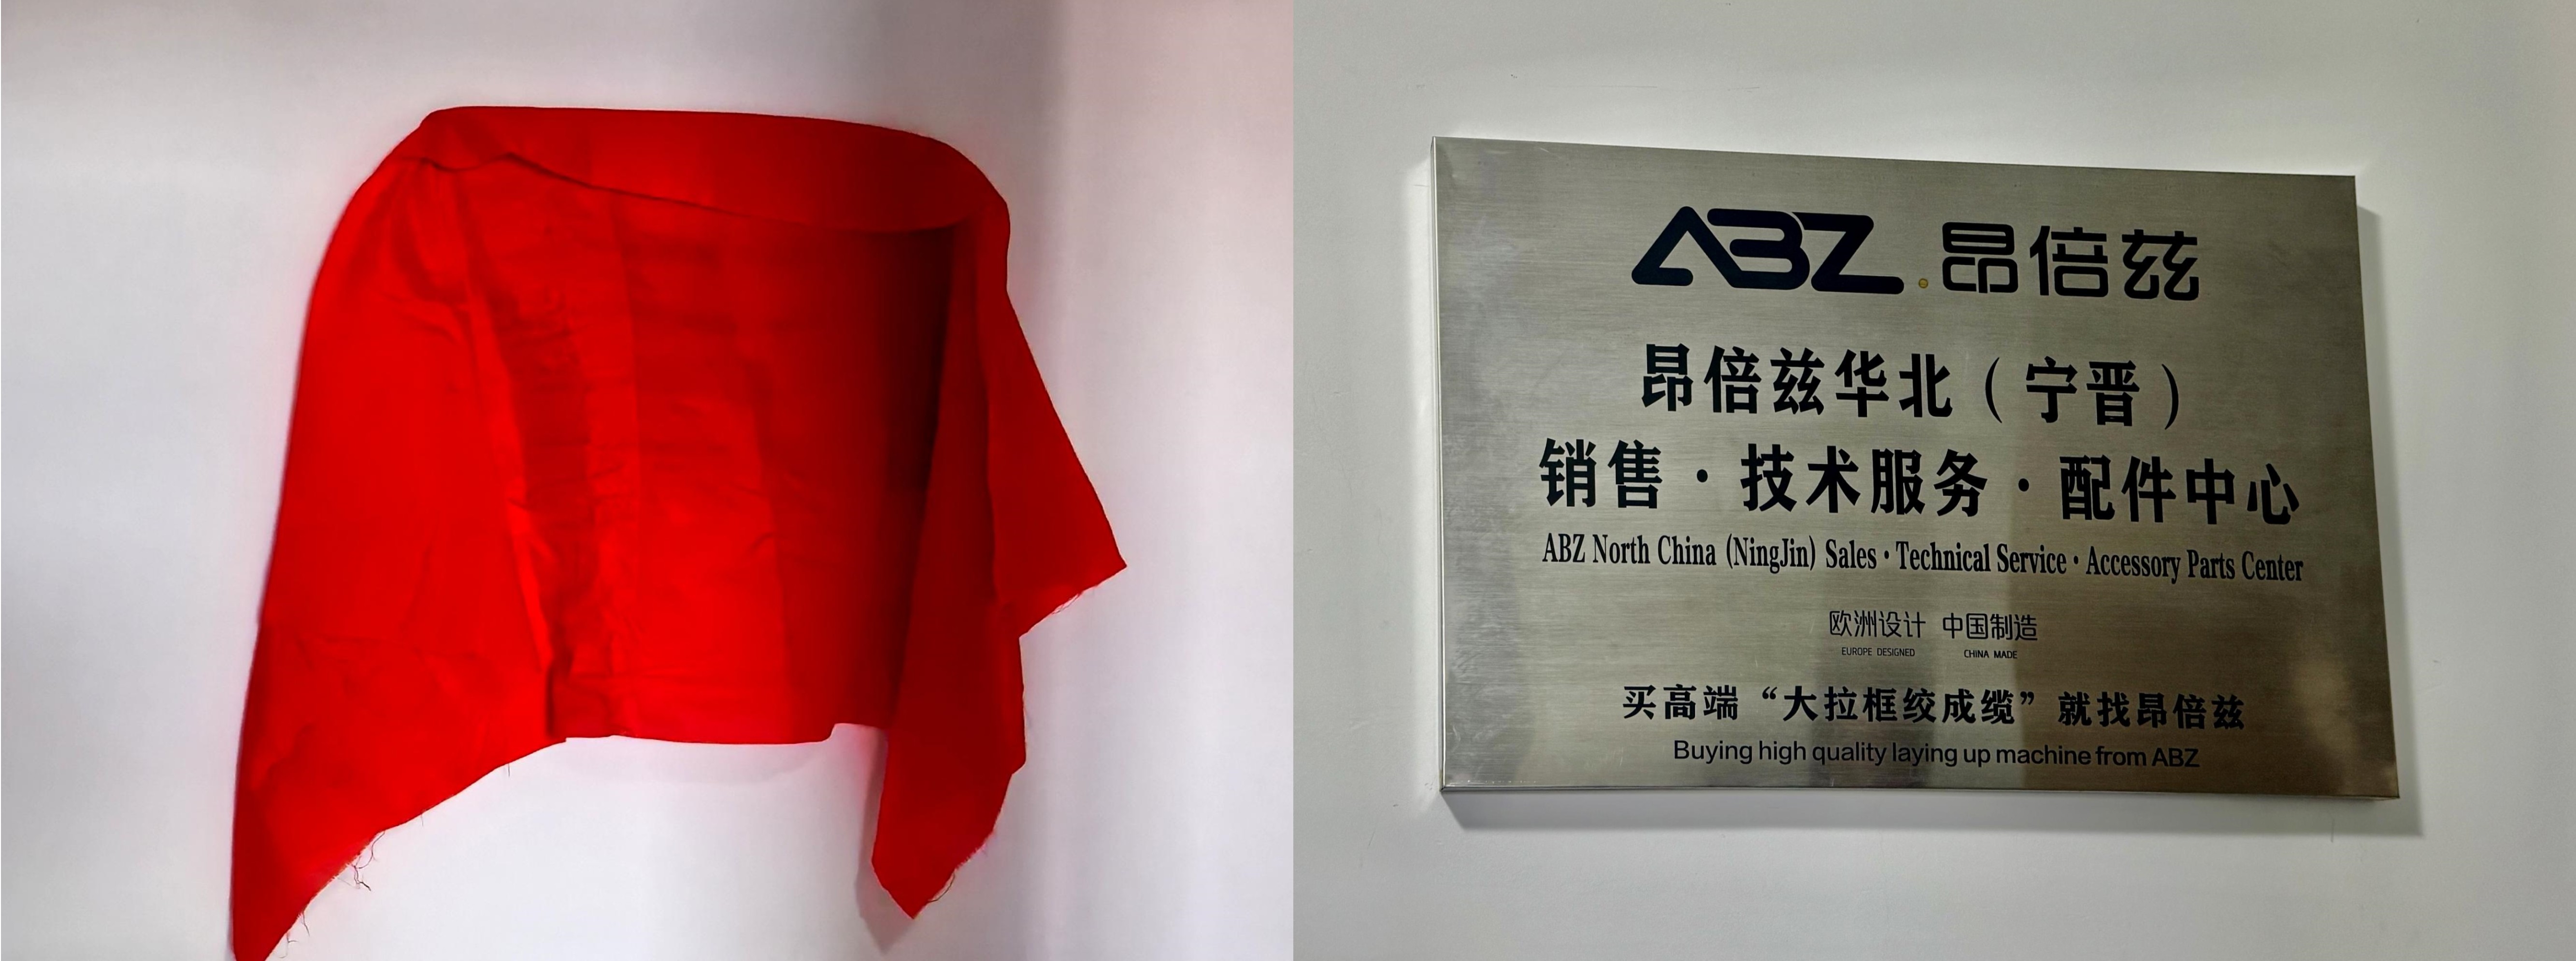 ABZ.昂倍兹
昂倍兹华北（宁晋）
销售·技术服务·配件中心
ABZ North China (NingJin) Sales·Technical Service·Accessory Parts Center
欧洲设计 中国制造
EUROPE DESIGNED CHINA MADE
买高端“大拉框绞成缆”就找昂倍兹
Buying high quality laying up machine from ABZ